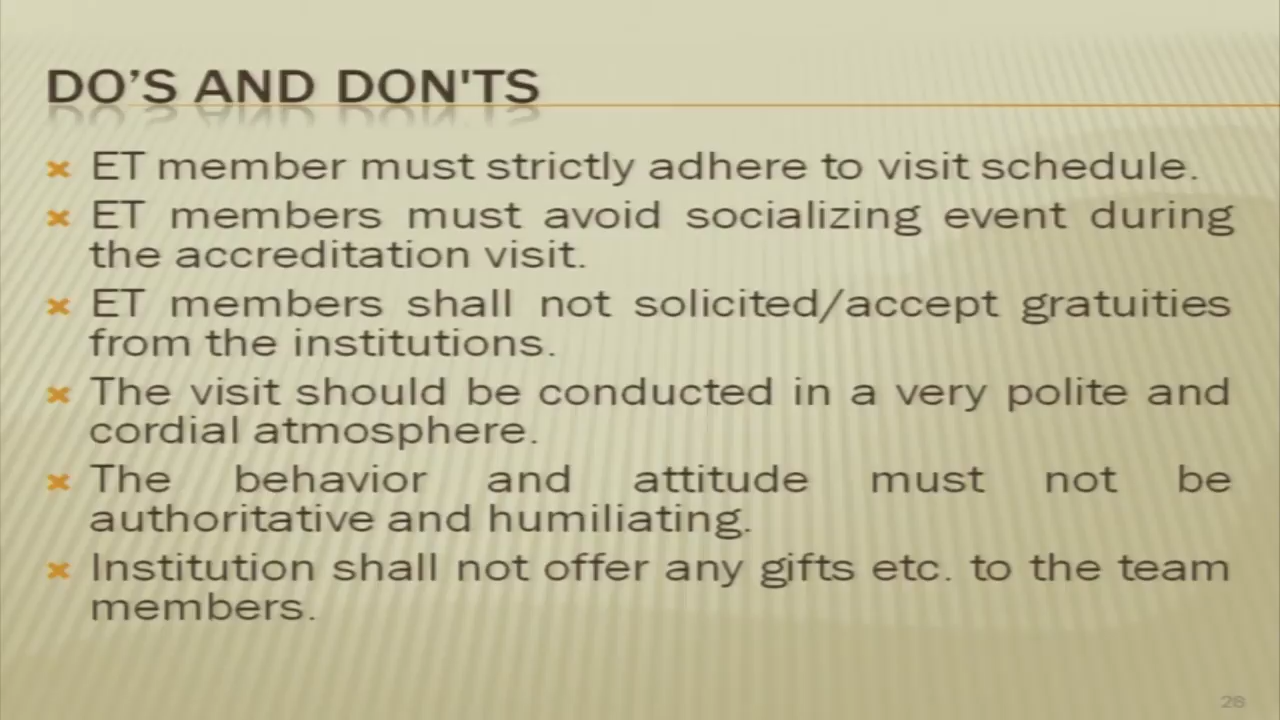 DO’S AND DON'TS
ET member must strictly adhere to visit schedule.
ET members must avoid socializing event during
the accreditation visit.
ET members shall not solicited/accept gratuities
from the institutions.
The visit should be conducted in a very polite and
cordial atmosphere.
The behavior and attitude must not be
authoritative and humiliating.
Institution shall not offer any gifts etc. to the team
members.